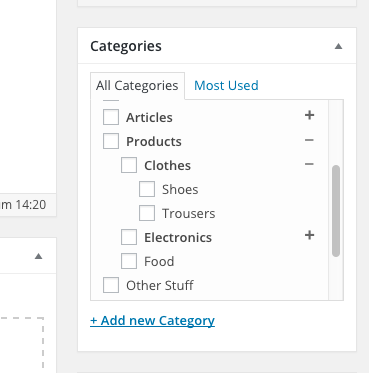 Categories
All Categories Most Used
Articles
Products
Clothes
Shoes
Trousers
m 14:20
Electronics
Food
Other Stuff
+ Add new Category